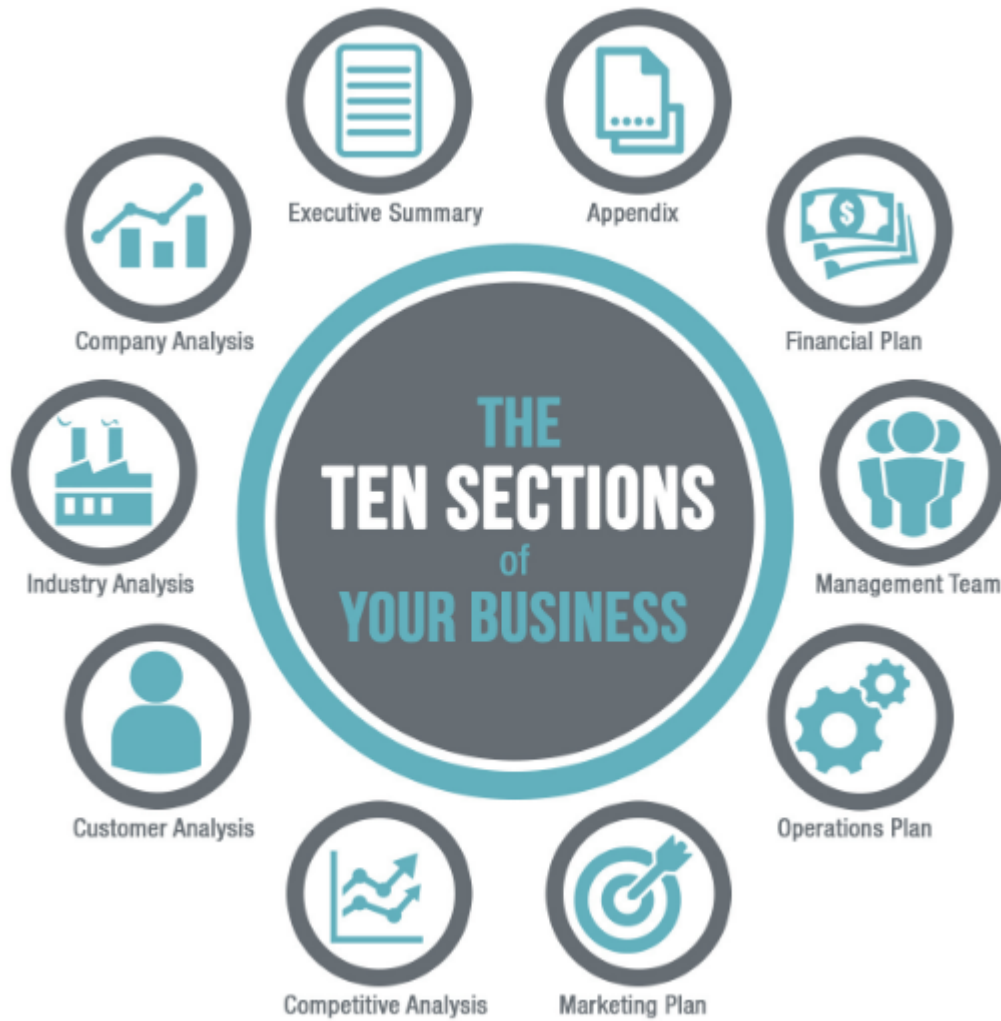 Executive Summary
Appendix
Company Analysis
Financial Plan
THE
TEN SECTIONS
of
YOUR BUSINESS
Industry Analysis
Management Team
Customer Analysis
Operations Plan
Competitive Analysis
Marketing Plan
$